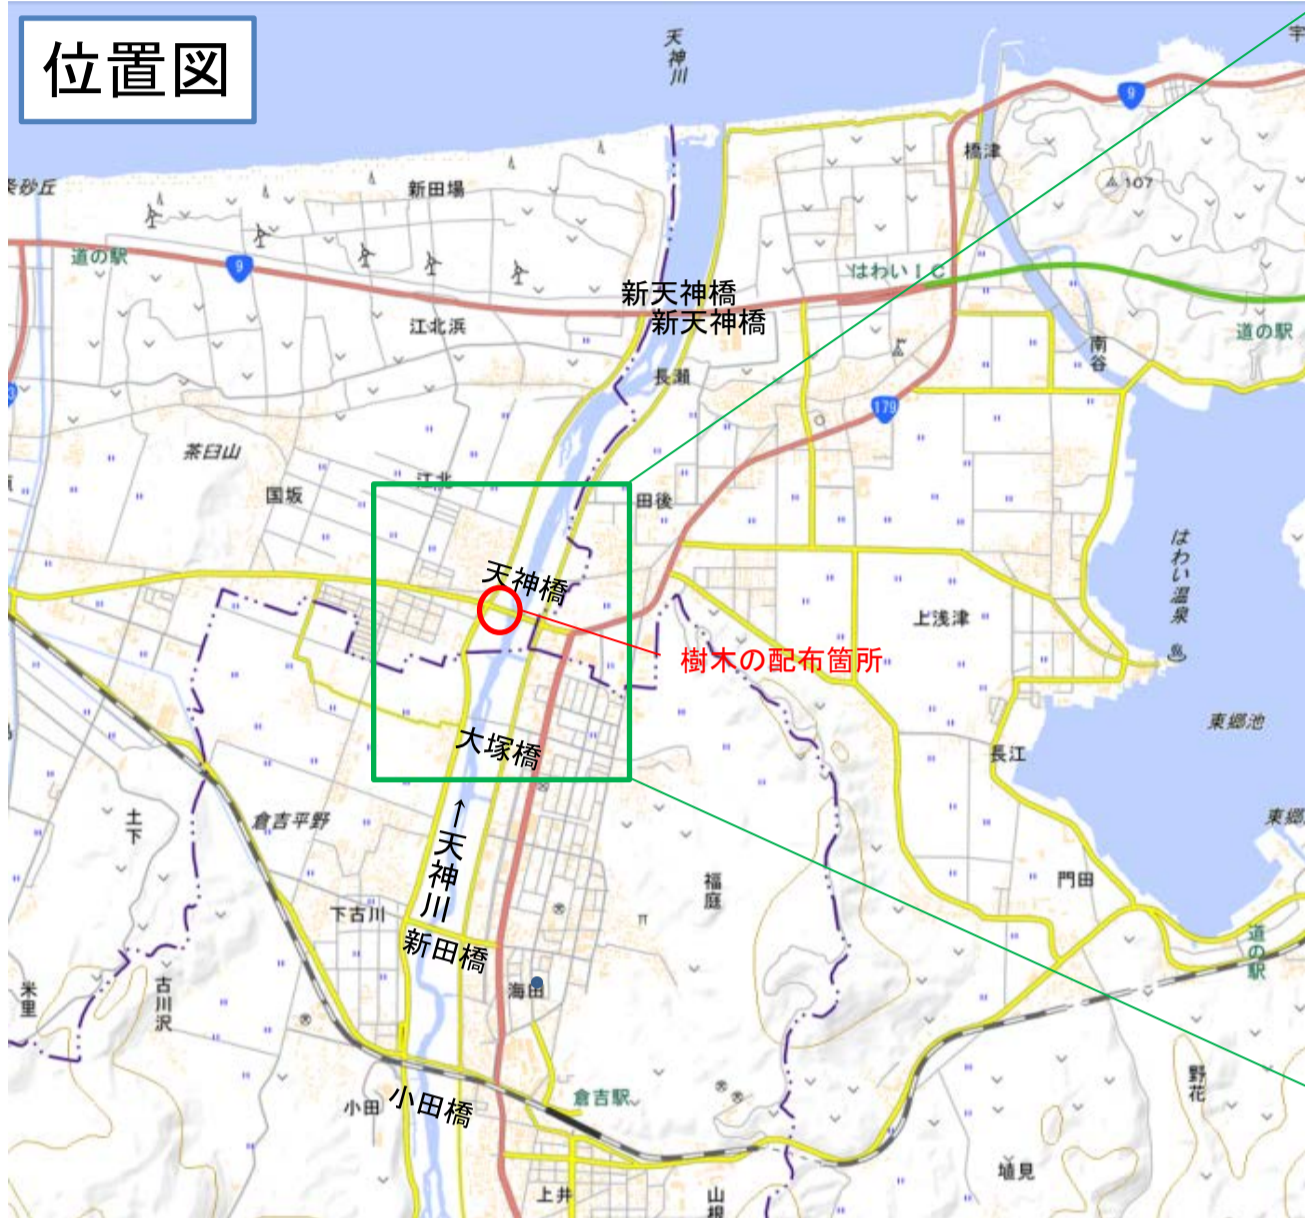 位置図
天神川
宇
9
橋津
107
条砂丘
新田場
道の駅
9
はわいIC
新天神橋
新天神橋
江北浜
道の駅
南谷
長瀬
179
茶臼山
国坂
江北
田後
はわい温泉
天神橋
上浅津
樹木の配布箇所
東郷池
大塚橋
長江
倉吉平野
土下
↑
天神川
東郷
福庭
門田
下古川
新田橋
道の駅
米里
古川沢
海田
小田
小田橋
倉吉駅
野花
埴見
上井
山根